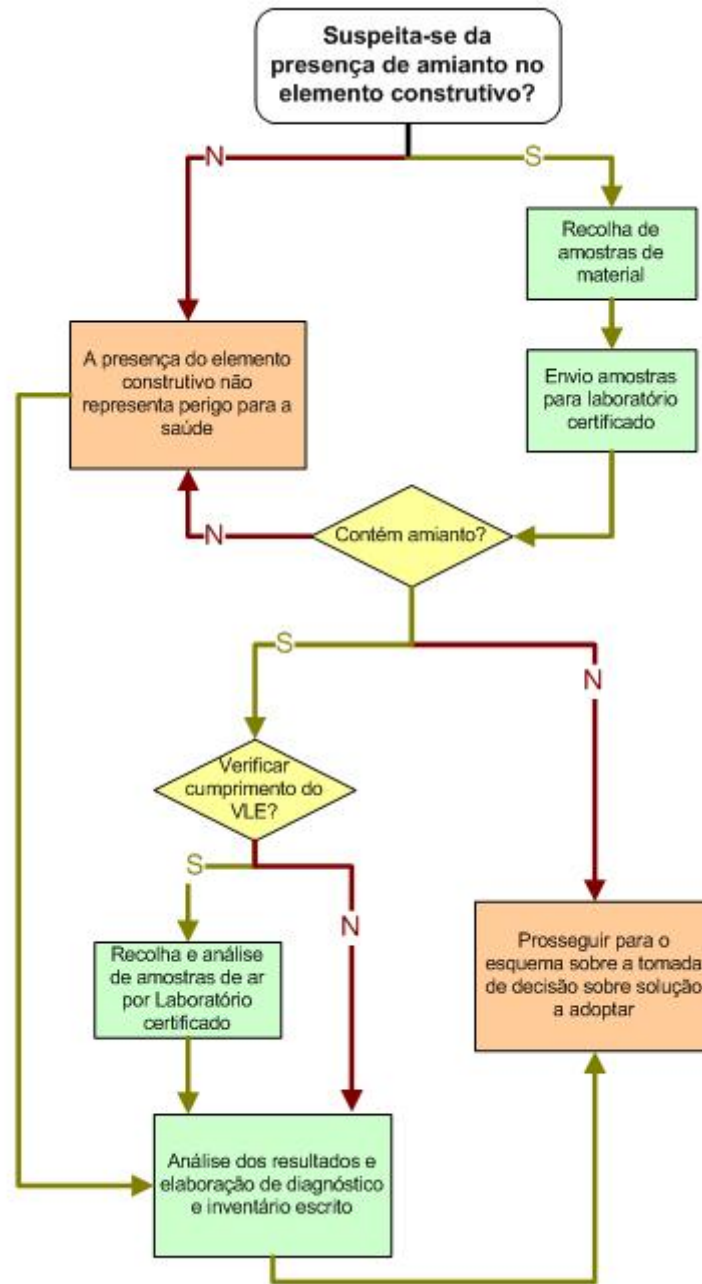 Suspeita-se da
presença de amianto no
elemento construtivo?
N
S
Recolha de
amostras de
material
A presença do elemento
construtivo não
representa perigo para a
saúde
Envio amostras
para laboratório
certificado
N
Contém amianto?
S
N
Verificar
cumprimento do
VLE?
S
N
Recolha e análise
de amostras de ar
por Laboratório
certificado
Prosseguir para o
esquema sobre a tomada
de decisão sobre solução
a adoptar
Análise dos resultados e
elaboração de diagnóstico
e inventário escrito